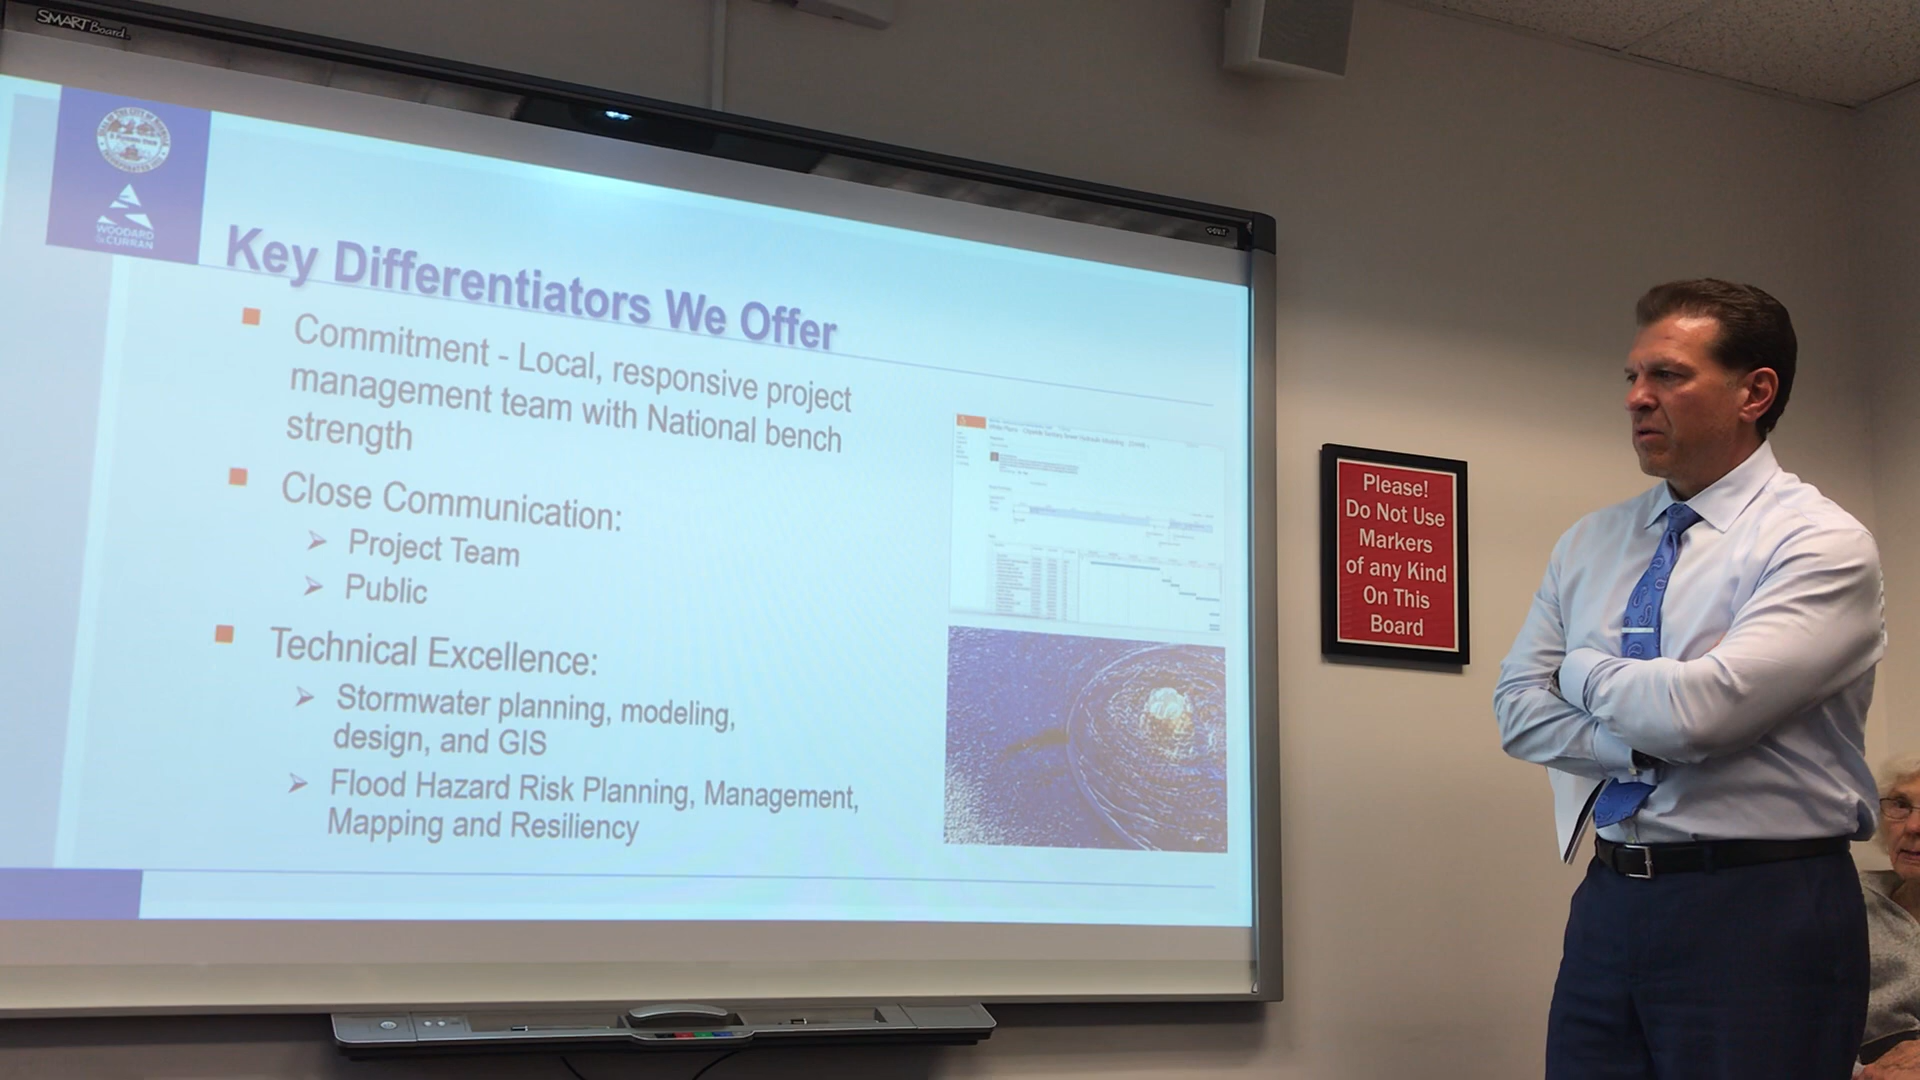 SMART Board
WOODARD
& CURRAN
Key Differentiators We Offer
Commitment - Local, responsive project
management team with National bench
strength
Close Communication:
Project Team
Public
Technical Excellence:
Stormwater planning, modeling,
design, and GIS
Flood Hazard Risk Planning, Management,
Mapping and Resiliency
Please!
Do Not Use
Markers
of any Kind
On This
Board